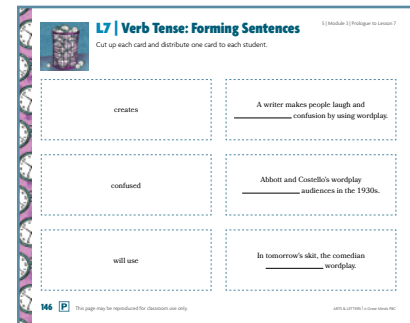 L7 | Verb Tense: Forming Sentences
5 | Module 3 | Prologue to Lesson 7
Cut up each card and distribute one card to each student.
creates
A writer makes people laugh and
__________ confusion by using wordplay.
confused
Abbott and Costello's wordplay
__________ audiences in the 1930s.
will use
In tomorrow's skit, the comedian
__________ wordplay.
146 P This page may be reproduced for classroom use only.
ARTS & LETTERS | © Great Minds PBC